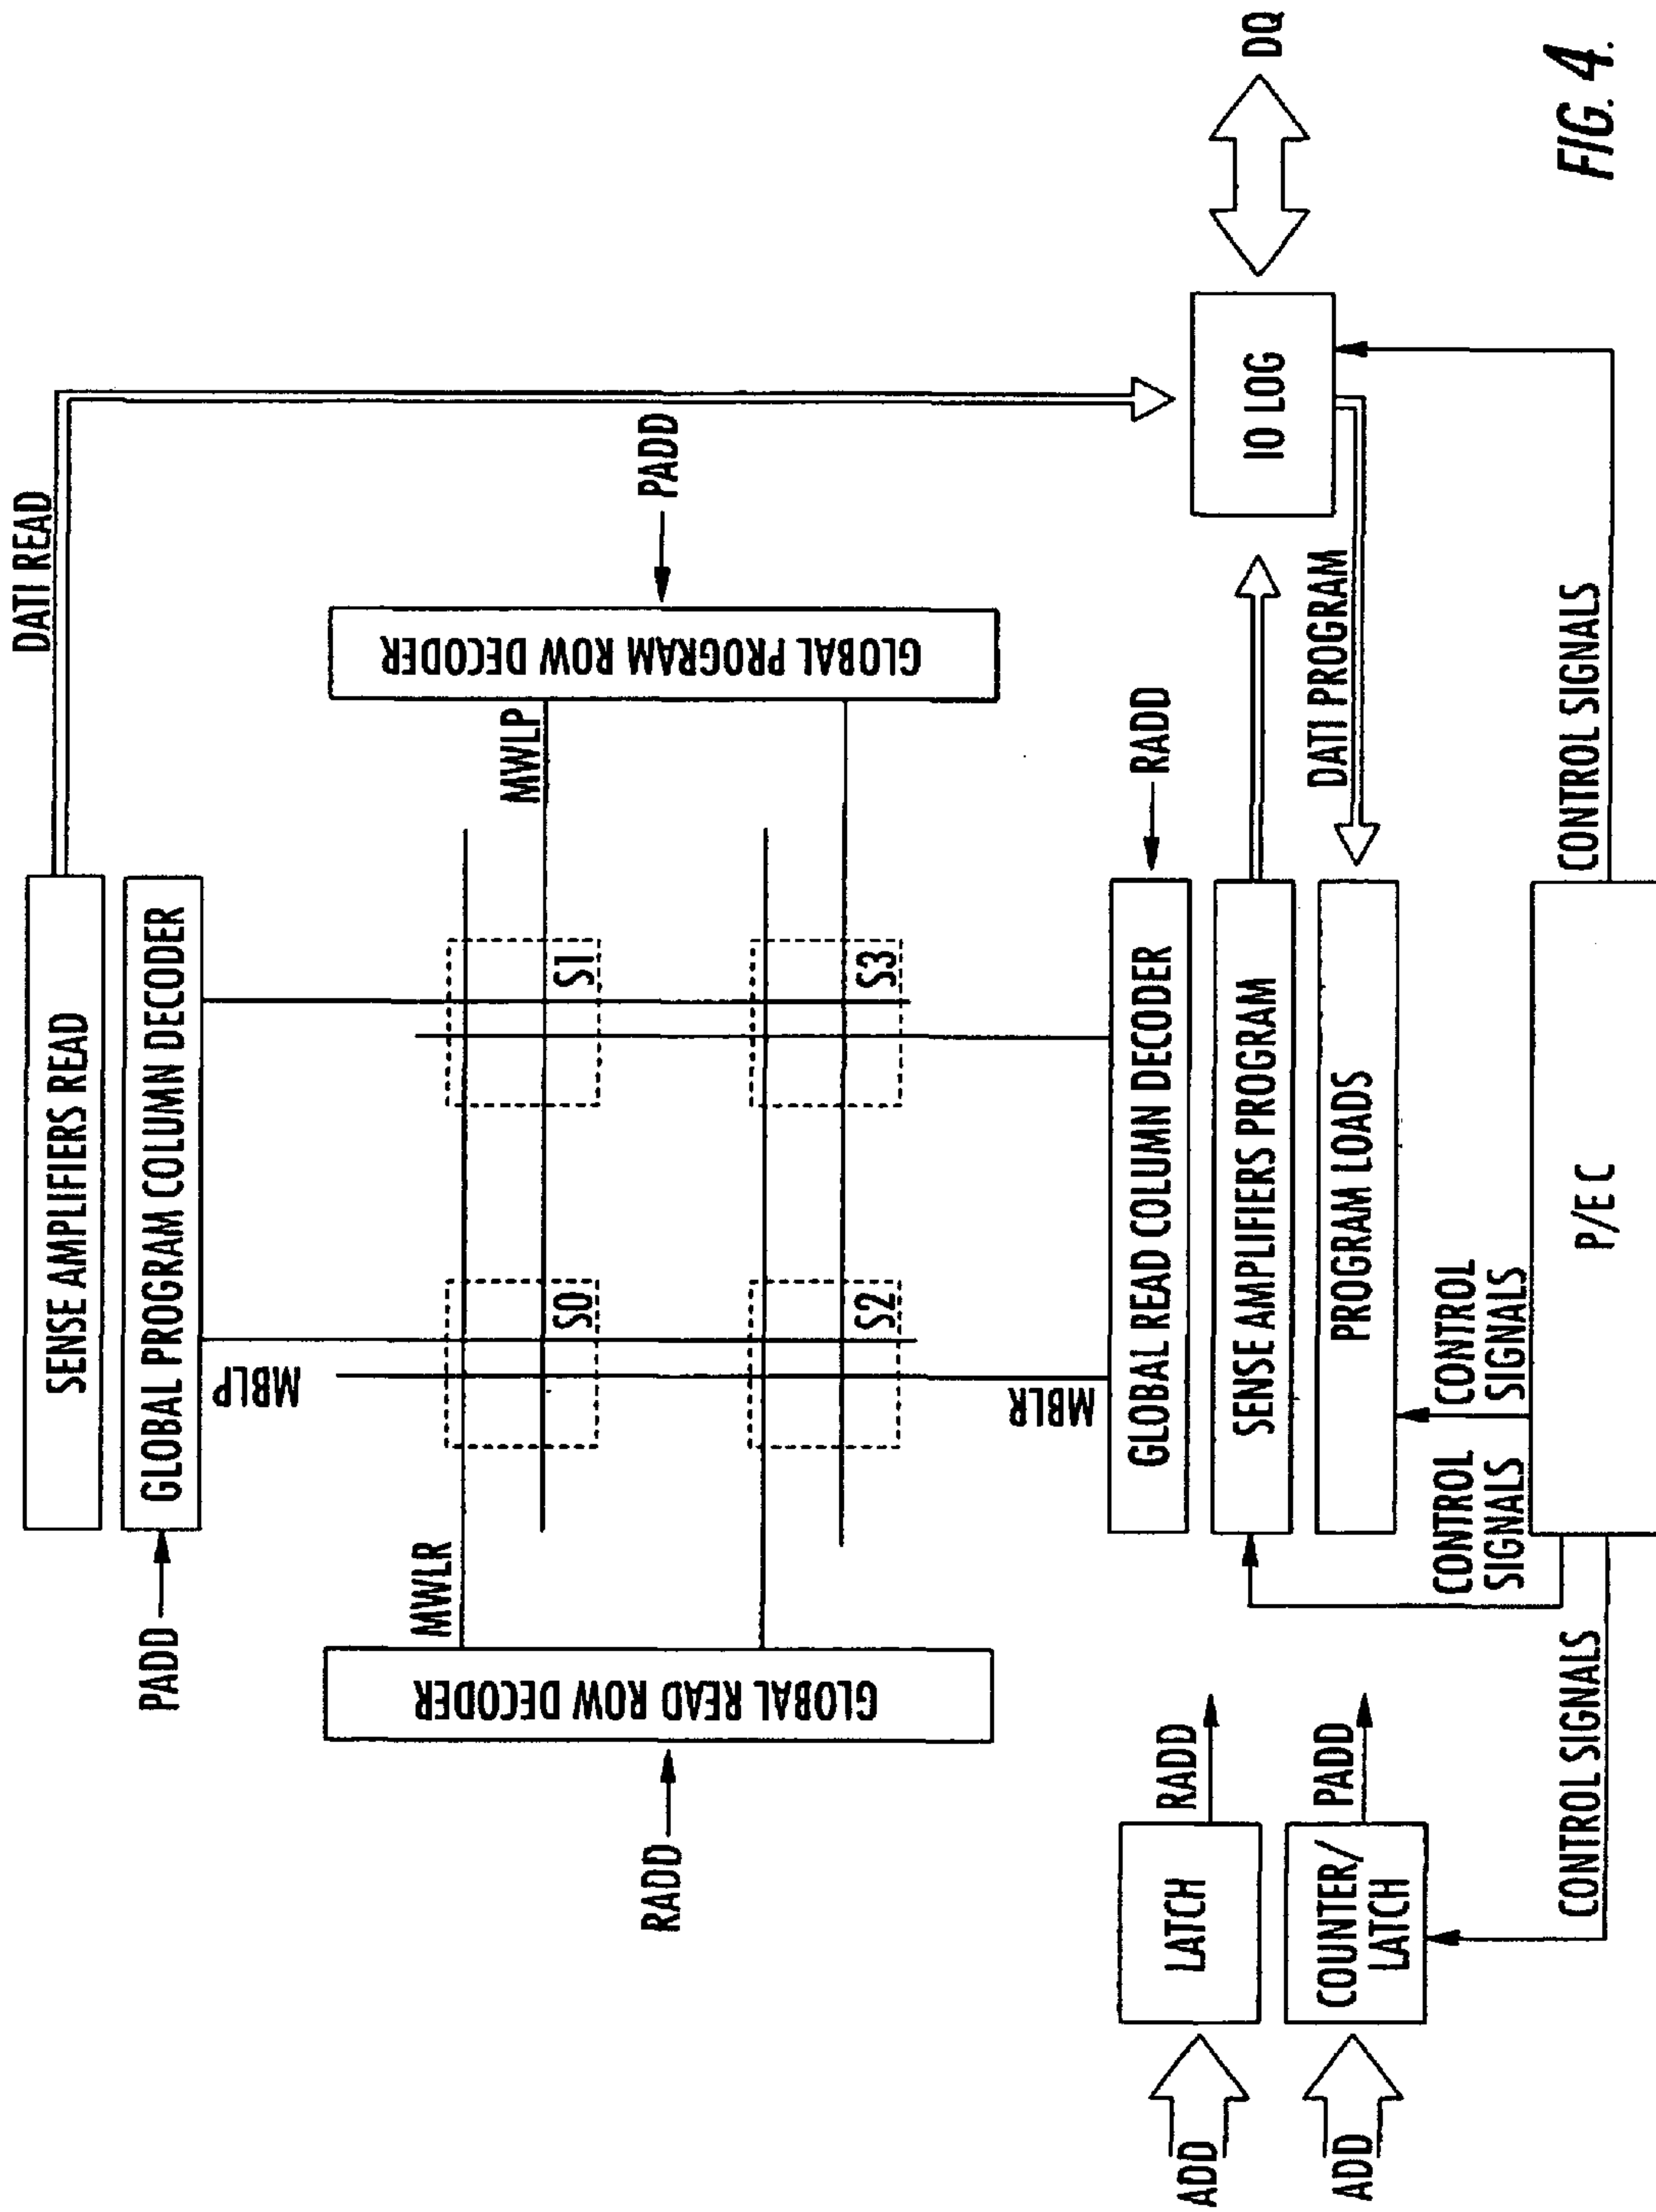 DATI READ
SENSE AMPLIFIERS READ
PADD
GLOBAL PROGRAM COLUMN DECODER
MBLP
MWLR
MWLP
S0
S1
RADD
GLOBAL READ ROW DECODER
GLOBAL PROGRAM ROW DECODER
PADD
S2
S3
MBLR
GLOBAL READ COLUMN DECODER
RADD
ADD
LATCH
RADD
SENSE AMPLIFIERS PROGRAM
IO LOG
DQ
ADD
COUNTER/
LATCH
PADD
PROGRAM LOADS
DATI PROGRAM
CONTROL
SIGNALS
CONTROL
SIGNALS
CONTROL SIGNALS
P/E C
CONTROL SIGNALS
FIG. 4.